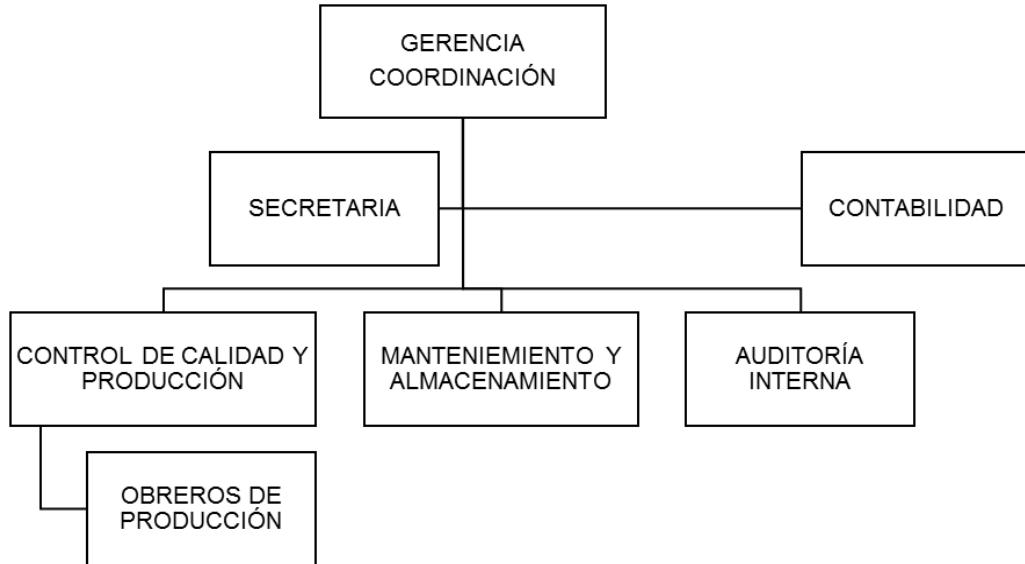 GERENCIA
COORDINACIÓN
SECRETARIA
CONTABILIDAD
CONTROL DE CALIDAD Y
PRODUCCIÓN
MANTENIEMIENTO Y
ALMACENAMIENTO
AUDITORÍA
INTERNA
OBREROS DE
PRODUCCIÓN